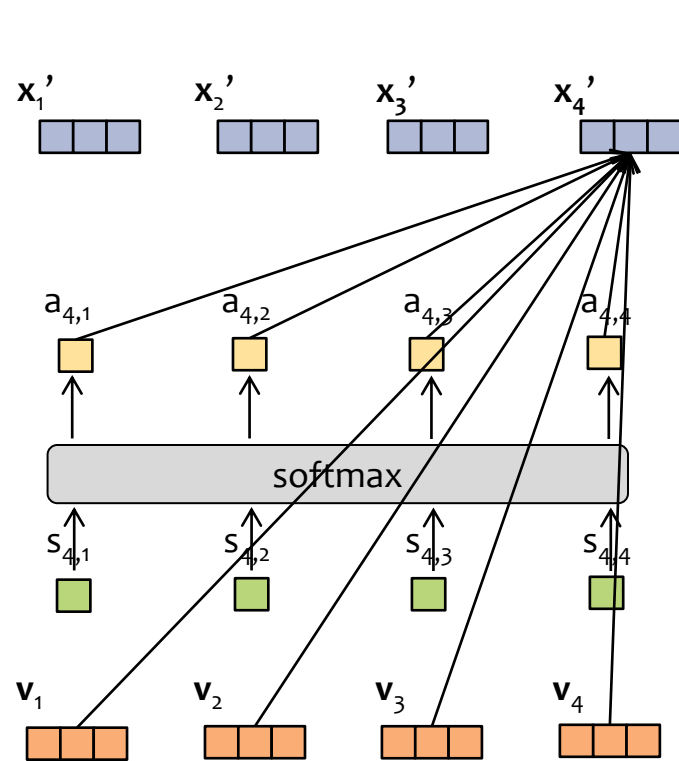 x₁’ x₂’ x₃’ x₄’
a₄,₁ a₄,₂ a₄,₃ a₄,₄
softmax
s₄,₁ s₄,₂ s₄,₃ s₄,₄
v₁ v₂ v₃ v₄